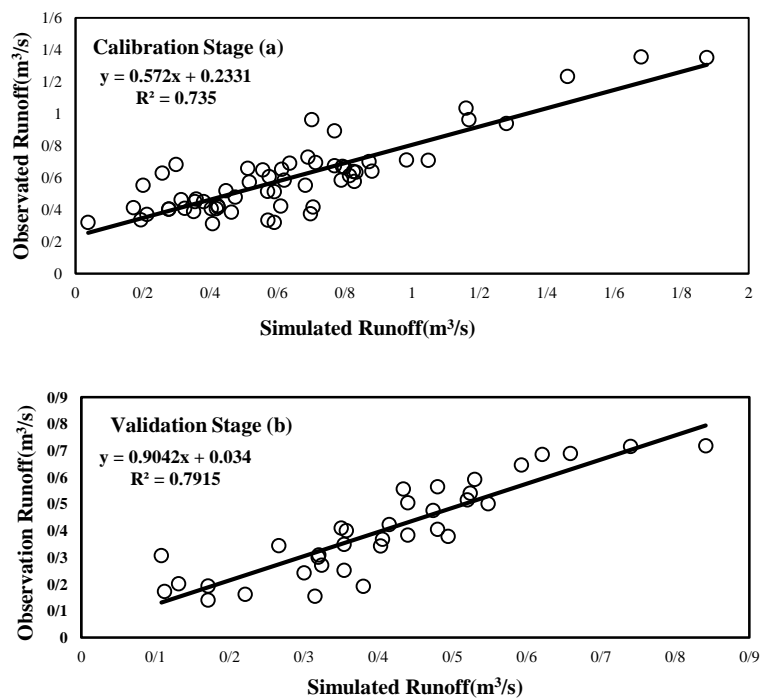 1/6
1/4
1/2
1
0/8
0/6
0/4
0/2
0
Observated Runoff(m³/s)
Calibration Stage (a)
y = 0.572x + 0.2331
R² = 0.735
0 0/2 0/4 0/6 0/8 1 1/2 1/4 1/6 1/8 2
Simulated Runoff(m³/s)
0/9
0/8
0/7
0/6
0/5
0/4
0/3
0/2
0/1
0
Observation Runoff(m³/s)
Validation Stage (b)
y = 0.9042x + 0.034
R² = 0.7915
0 0/1 0/2 0/3 0/4 0/5 0/6 0/7 0/8 0/9
Simulated Runoff(m³/s)